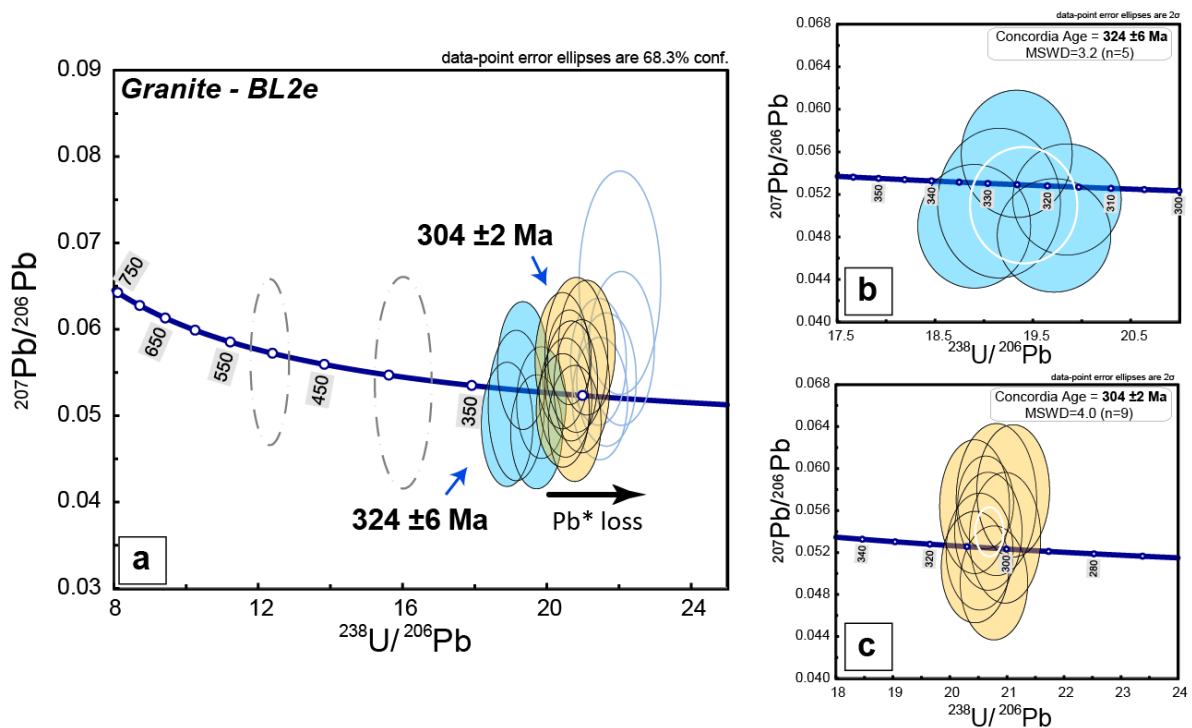 data-point error ellipses are 68.3% conf.
Granite - BL2e
0.09
0.08
0.07
0.06
0.05
0.04
0.03
207Pb/206Pb
750
650
550
450
350
304 ±2 Ma
324 ±6 Ma
Pb* loss
a
8
12
16
20
24
238U/206Pb
data-point error ellipses are 2σ
Concordia Age = 324 ±6 Ma
MSWD=3.2 (n=5)
0.068
0.064
0.060
0.056
0.052
0.048
0.044
0.040
207Pb/206Pb
350
340
330
320
310
300
b
17.5
18.5
19.5
20.5
238U/206Pb
data-point error ellipses are 2σ
Concordia Age = 304 ±2 Ma
MSWD=4.0 (n=9)
0.068
0.064
0.060
0.056
0.052
0.048
0.044
0.040
207Pb/206Pb
340
320
300
280
c
18
19
20
21
22
23
24
238U/206Pb